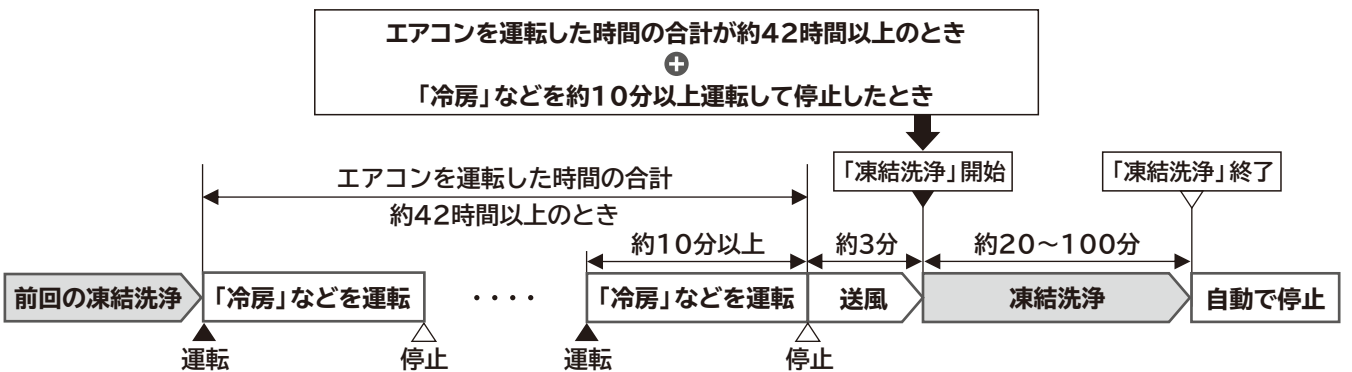 エアコンを運転した時間の合計が約42時間以上のとき
+
「冷房」などを約10分以上運転して停止したとき
「凍結洗浄」開始
「凍結洗浄」終了
エアコンを運転した時間の合計
約42時間以上のとき
約10分以上
約3分
約20～100分
前回の凍結洗浄
「冷房」などを運転
・・・・
「冷房」などを運転
送風
凍結洗浄
自動で停止
運転
停止
運転
停止